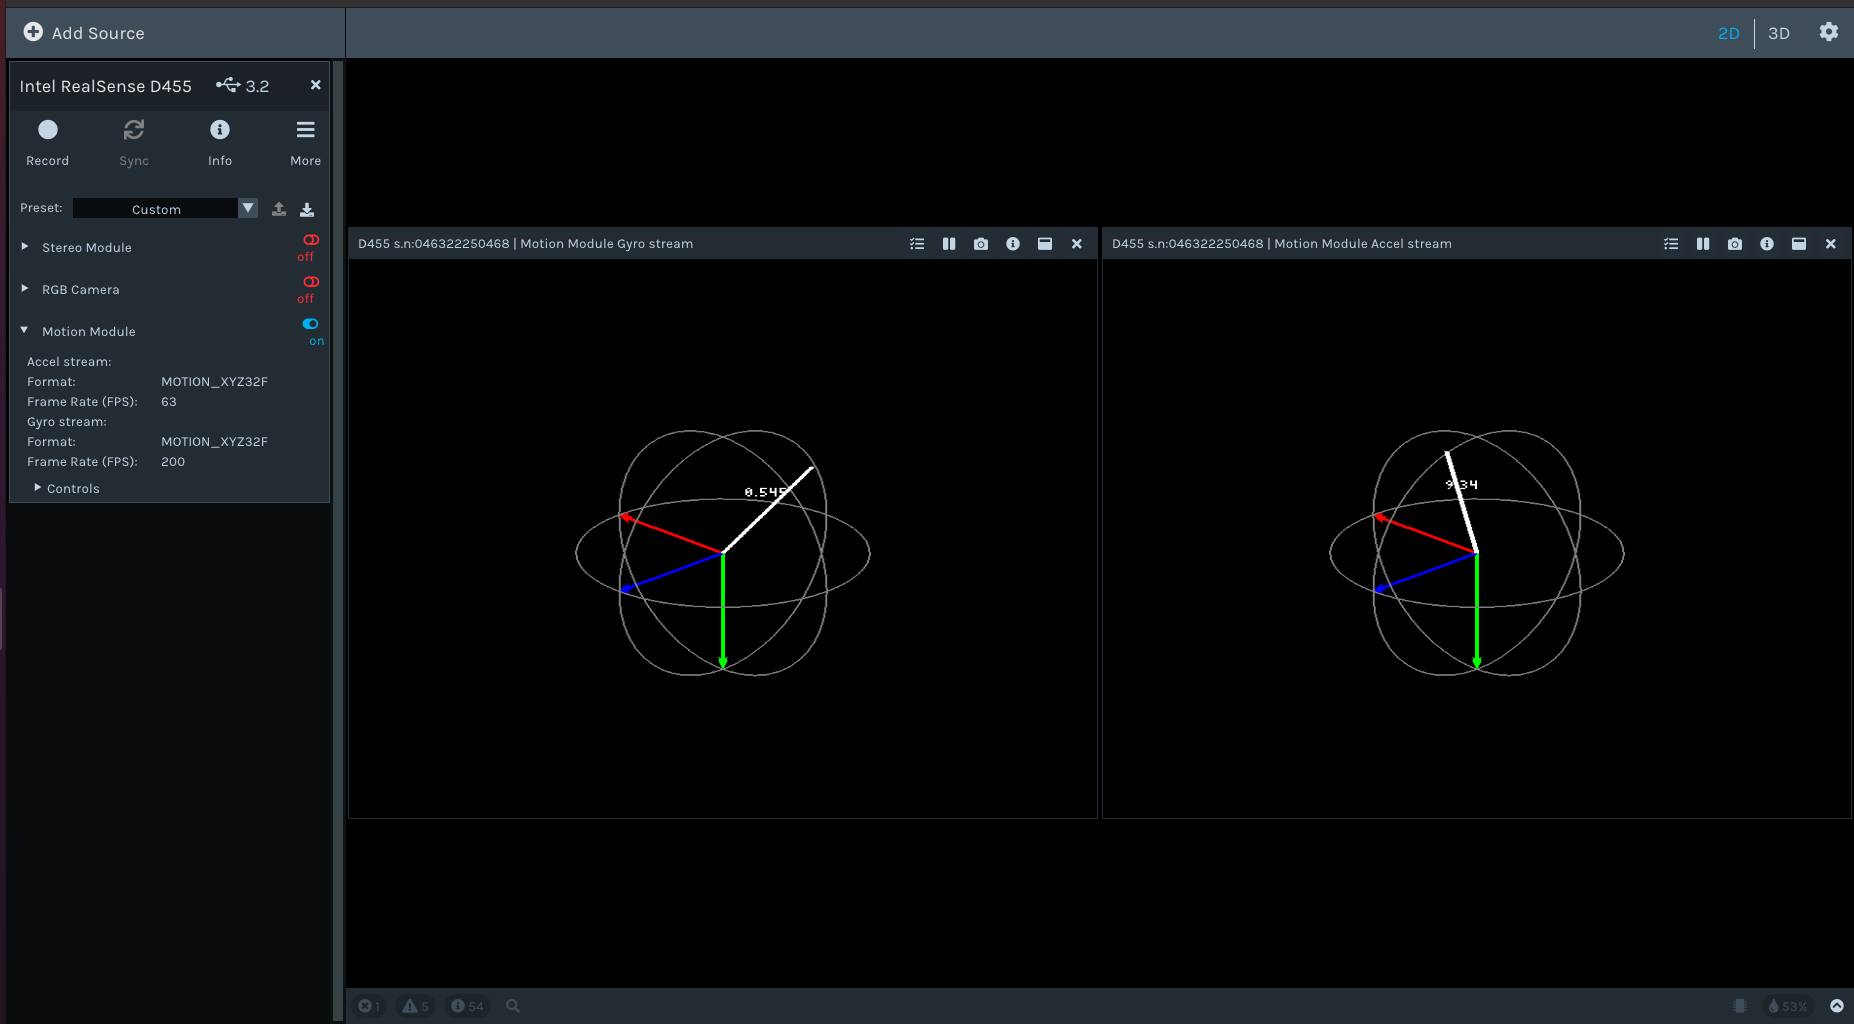 Add Source
2D
3D
Intel RealSense D455
3.2
Record
Sync
Info
More
Preset:
Custom
Stereo Module
off
RGB Camera
off
Motion Module
on
Accel stream:
Format: MOTION_XYZ32F
Frame Rate (FPS): 63
Gyro stream:
Format: MOTION_XYZ32F
Frame Rate (FPS): 200
Controls
D455 s.n:046322250468 | Motion Module Gyro stream
0.545
D455 s.n:046322250468 | Motion Module Accel stream
9.34
1
5
54
53%